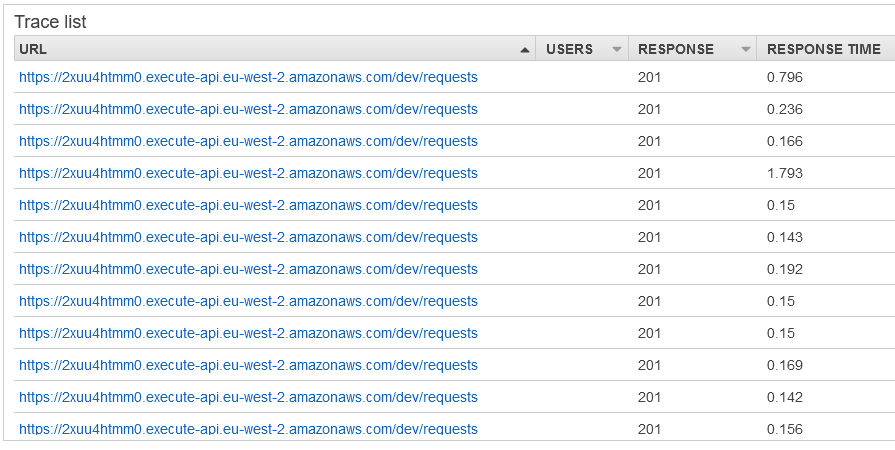 Trace list
URL USERS RESPONSE RESPONSE TIME
https://2xuu4htmm0.execute-api.eu-west-2.amazonaws.com/dev/requests 201 0.796
https://2xuu4htmm0.execute-api.eu-west-2.amazonaws.com/dev/requests 201 0.236
https://2xuu4htmm0.execute-api.eu-west-2.amazonaws.com/dev/requests 201 0.166
https://2xuu4htmm0.execute-api.eu-west-2.amazonaws.com/dev/requests 201 1.793
https://2xuu4htmm0.execute-api.eu-west-2.amazonaws.com/dev/requests 201 0.15
https://2xuu4htmm0.execute-api.eu-west-2.amazonaws.com/dev/requests 201 0.143
https://2xuu4htmm0.execute-api.eu-west-2.amazonaws.com/dev/requests 201 0.192
https://2xuu4htmm0.execute-api.eu-west-2.amazonaws.com/dev/requests 201 0.15
https://2xuu4htmm0.execute-api.eu-west-2.amazonaws.com/dev/requests 201 0.15
https://2xuu4htmm0.execute-api.eu-west-2.amazonaws.com/dev/requests 201 0.169
https://2xuu4htmm0.execute-api.eu-west-2.amazonaws.com/dev/requests 201 0.142
https://2xuu4htmm0.execute-api.eu-west-2.amazonaws.com/dev/requests 201 0.156